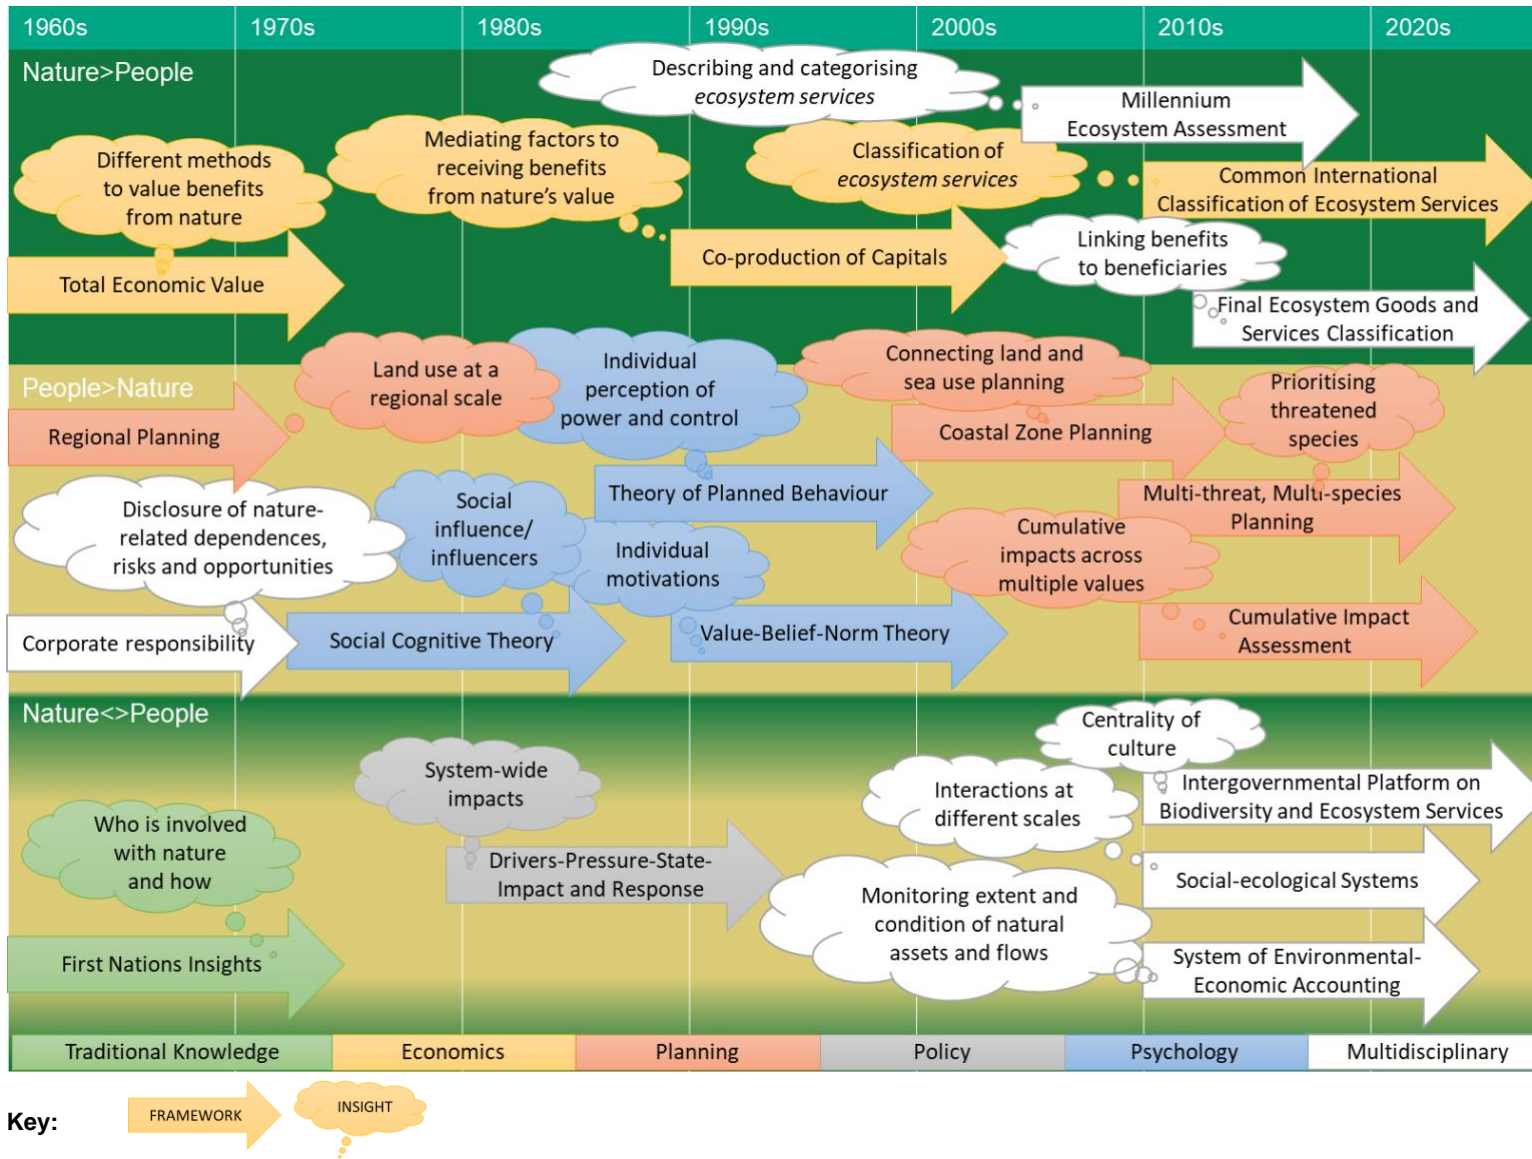 1960s
1970s
1980s
1990s
2000s
2010s
2020s
Nature>People
Describing and categorising
ecosystem services
Millennium
Ecosystem Assessment
Different methods
to value benefits
from nature
Mediating factors to
receiving benefits
from nature's value
Classification of
ecosystem services
Common International
Classification of Ecosystem Services
Total Economic Value
Co-production of Capitals
Linking benefits
to beneficiaries
Final Ecosystem Goods and
Services Classification
People>Nature
Regional Planning
Land use at a
regional scale
Individual
perception of
power and control
Connecting land and
sea use planning
Coastal Zone Planning
Prioritising
threatened
species
Disclosure of nature-
related dependences,
risks and opportunities
Social
influence/
influencers
Theory of Planned Behaviour
Individual
motivations
Cumulative
impacts across
multiple values
Multi-threat, Multi-species
Planning
Corporate responsibility
Social Cognitive Theory
Value-Belief-Norm Theory
Cumulative Impact
Assessment
Nature<>People
Who is involved
with nature
and how
System-wide
impacts
Drivers-Pressure-State-
Impact and Response
Interactions at
different scales
Centrality of
culture
Intergovernmental Platform on
Biodiversity and Ecosystem Services
Social-ecological Systems
Monitoring extent and
condition of natural
assets and flows
First Nations Insights
System of Environmental-
Economic Accounting
Traditional Knowledge
Economics
Planning
Policy
Psychology
Multidisciplinary
Key:
FRAMEWORK
INSIGHT